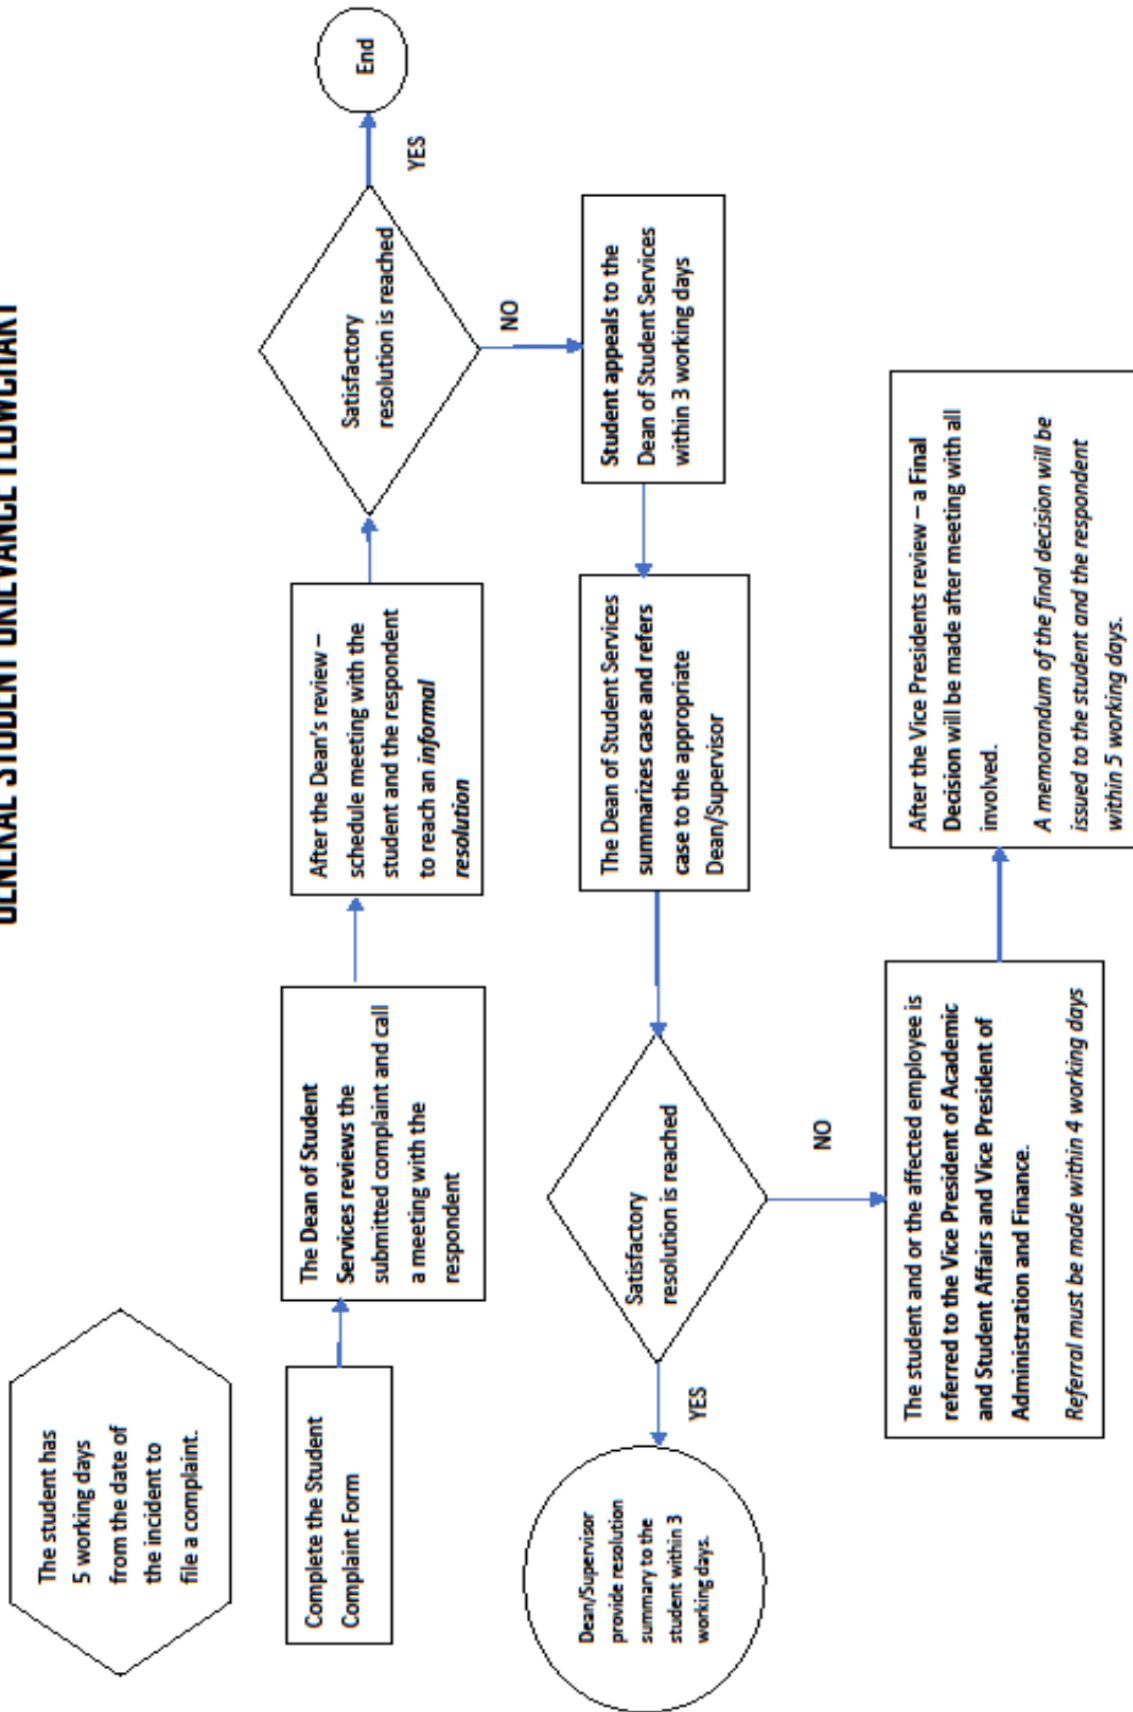 GENERAL STUDENT GRIEVANCE FLOWCHART
The student has
5 working days
from the date of
the incident to
file a complaint.
Complete the Student
Complaint Form
The Dean of Student
Services reviews the
submitted complaint and call
a meeting with the
respondent
After the Dean's review –
schedule meeting with the
student and the respondent
to reach an informal
resolution
Satisfactory
resolution is reached
YES
End
NO
Student appeals to the
Dean of Student Services
within 3 working days
The Dean of Student Services
summarizes case and refers
case to the appropriate
Dean/Supervisor
Satisfactory
resolution is reached
YES
Dean/Supervisor
provide resolution
summary to the
student within 3
working days.
NO
The student and or the affected employee is
referred to the Vice President of Academic
and Student Affairs and Vice President of
Administration and Finance.
Referral must be made within 4 working days
After the Vice Presidents review – a Final
Decision will be made after meeting with all
involved.
A memorandum of the final decision will be
issued to the student and the respondent
within 5 working days.